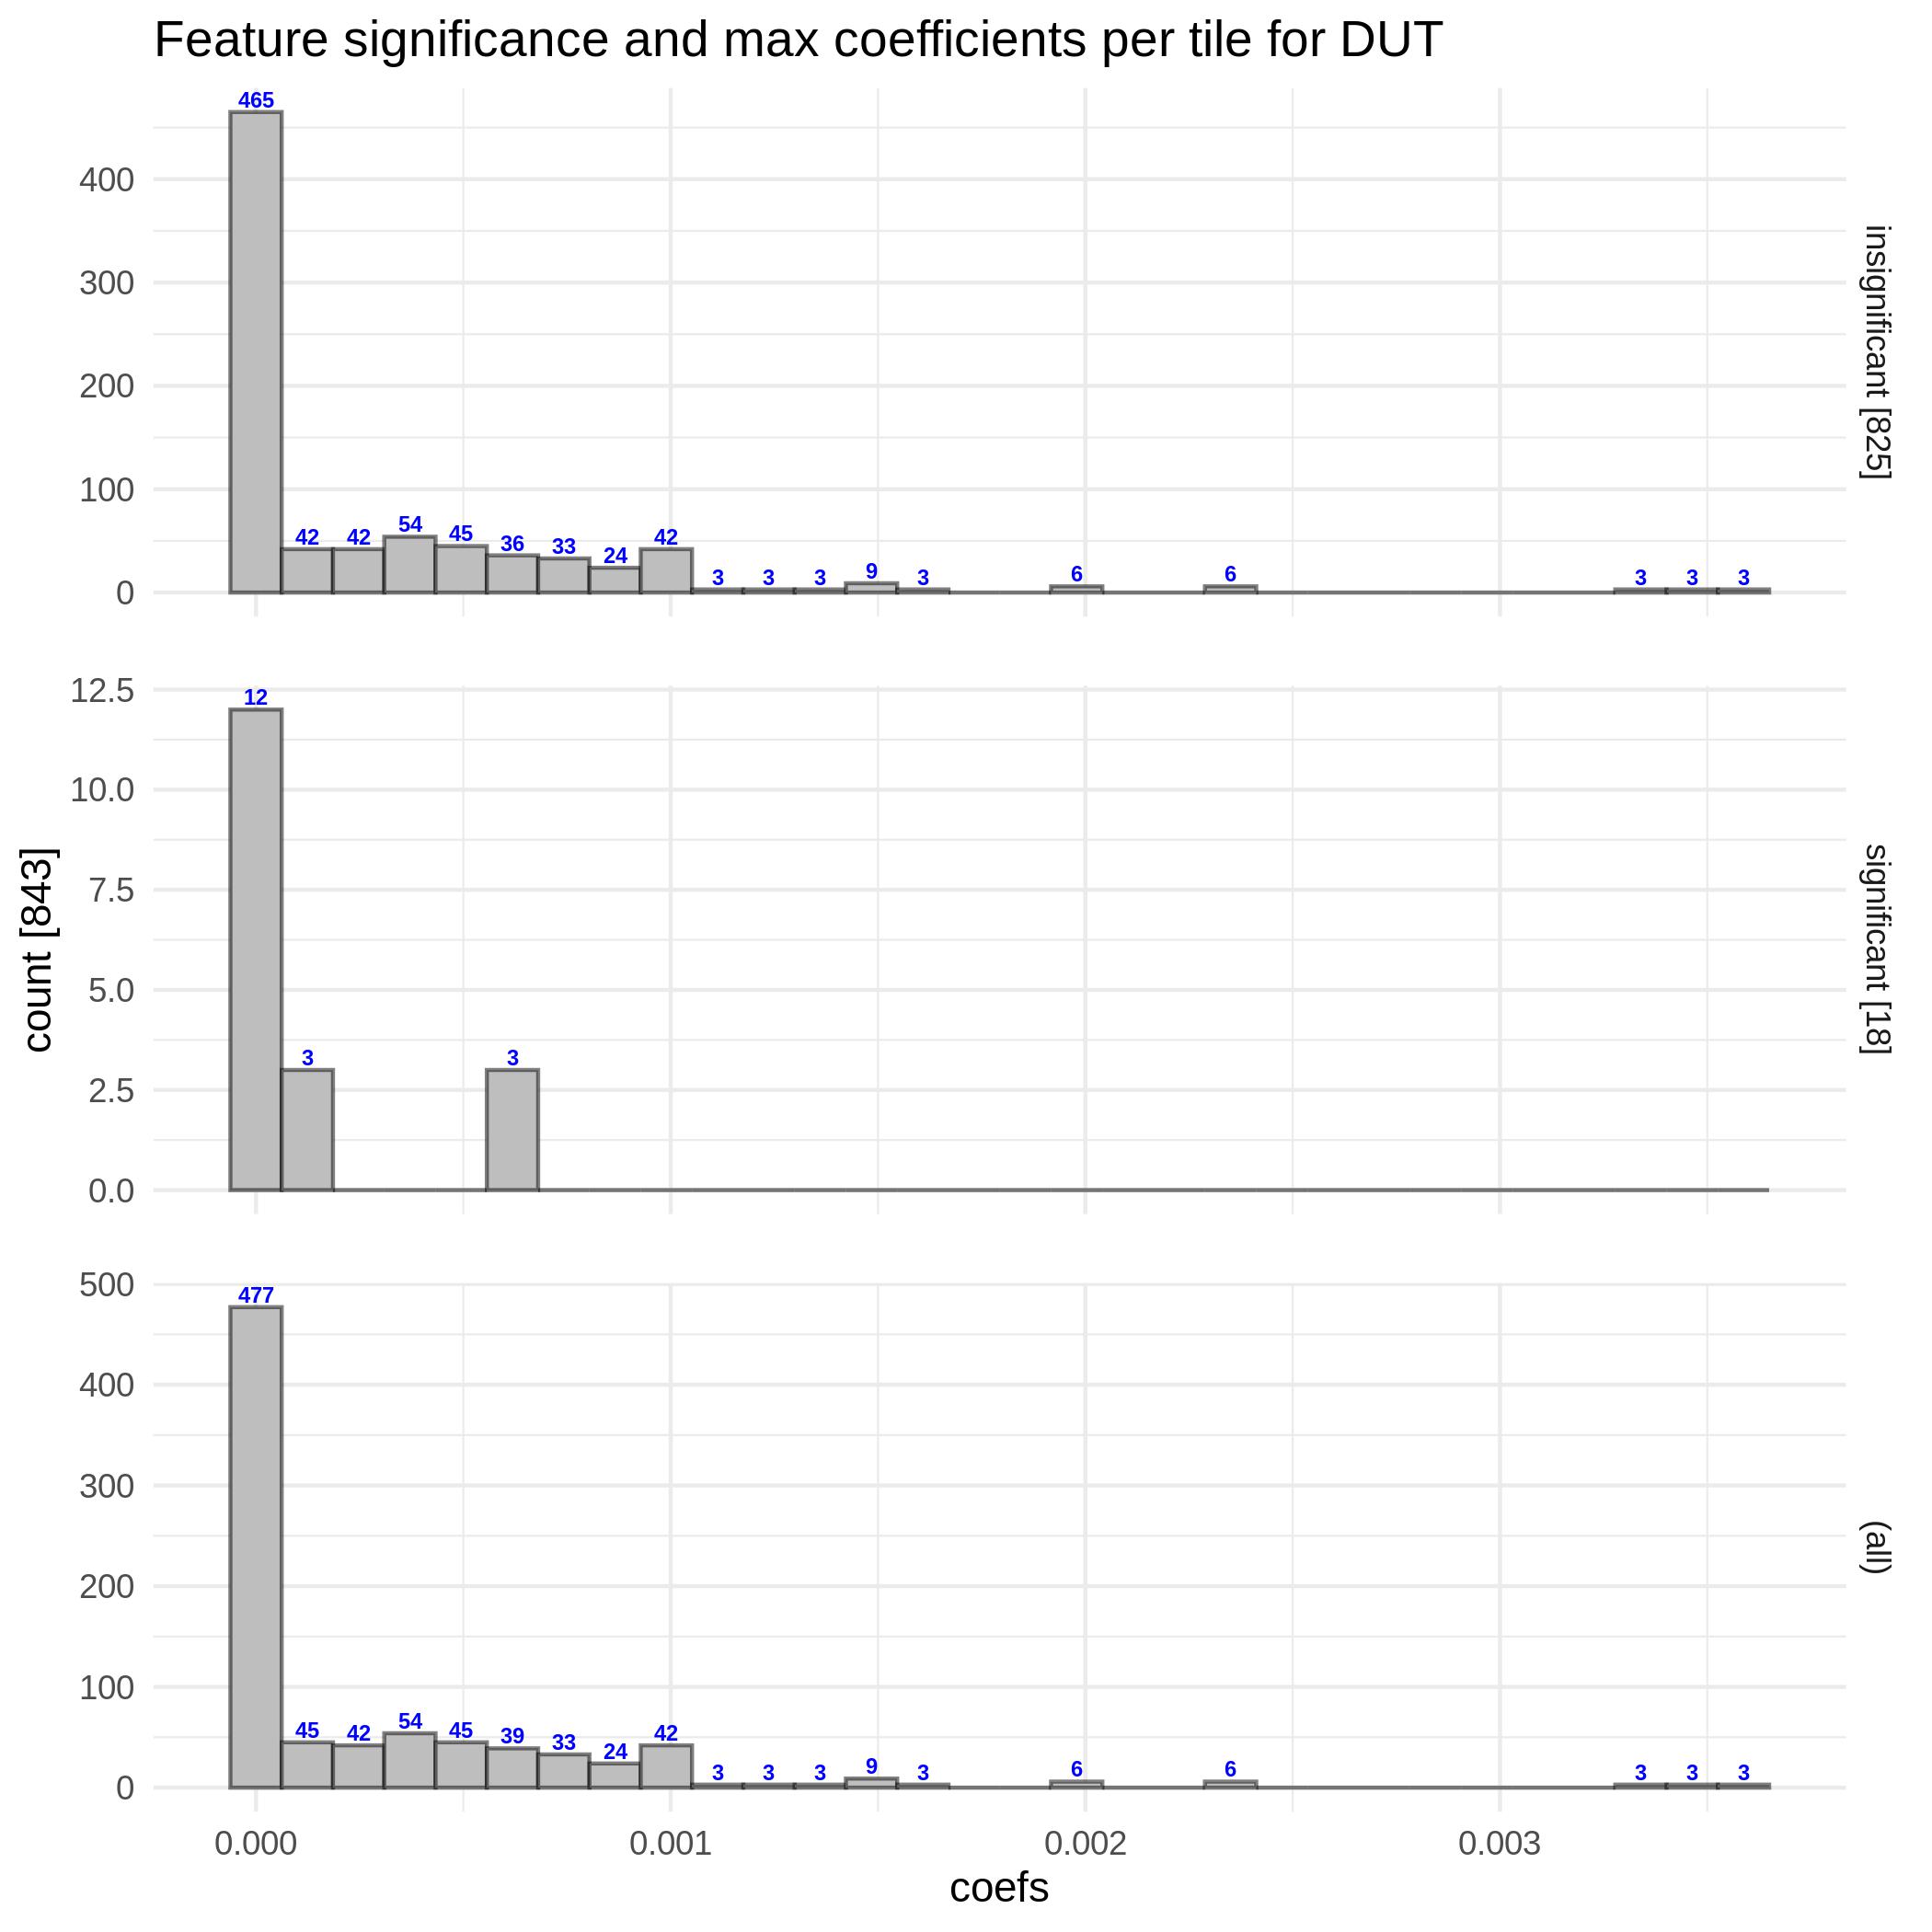 Feature significance and max coefficients per tile for DUT
465
400
300
200
100
0
42 42 54 45 36 33 24 42 3 3 3 9 3 6 6 3 3 3
insignificant [825]
12.5
10.0
7.5
5.0
2.5
0.0
12
3 3
significant [18]
count [843]
500
400
300
200
100
0
477
45 42 54 45 39 33 24 42 3 3 3 9 3 6 6 3 3 3
(all)
0.000 0.001 0.002 0.003
coefs